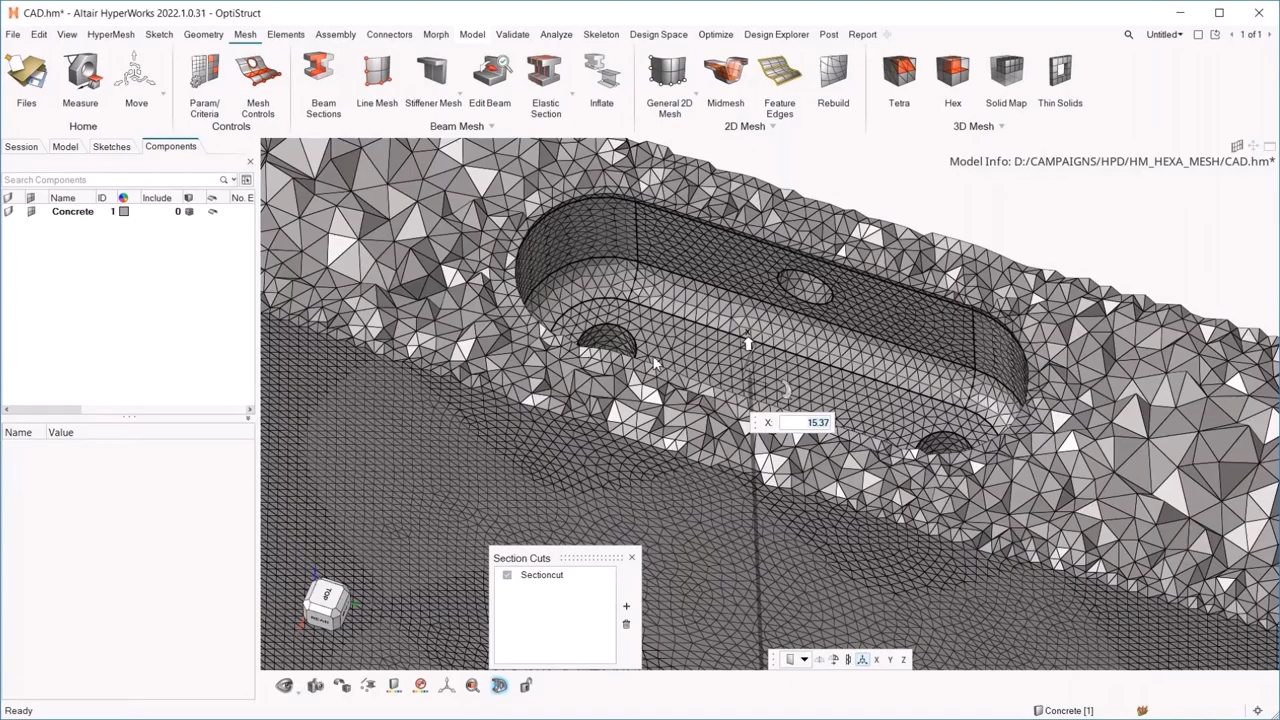 CAD.hm* - Altair HyperWorks 2022.1.0.31 - OptiStruct
File Edit View HyperMesh Sketch Geometry Mesh Elements Assembly Connectors Morph Model Validate Analyze Skeleton Design Space Optimize Design Explorer Post Report Untitled 1 of 1
Files Measure Move Param/ Criteria Mesh Controls Beam Sections Line Mesh Stiffener Mesh Edit Beam Elastic Section Inflate General 2D Mesh Midmesh Feature Edges Rebuild Tetra Hex Solid Map Thin Solids
Home Controls Beam Mesh 2D Mesh 3D Mesh
Session Model Sketches Components
Model Info: D:/CAMPAIGNS/HPD/HM_HEXA_MESH/CAD.hm*
Search Components
Name ID Include No. E
Concrete 1 0
X: 15.37
Name Value
Section Cuts
Sectioncut
TOP
X Y Z
Ready
Concrete [1]